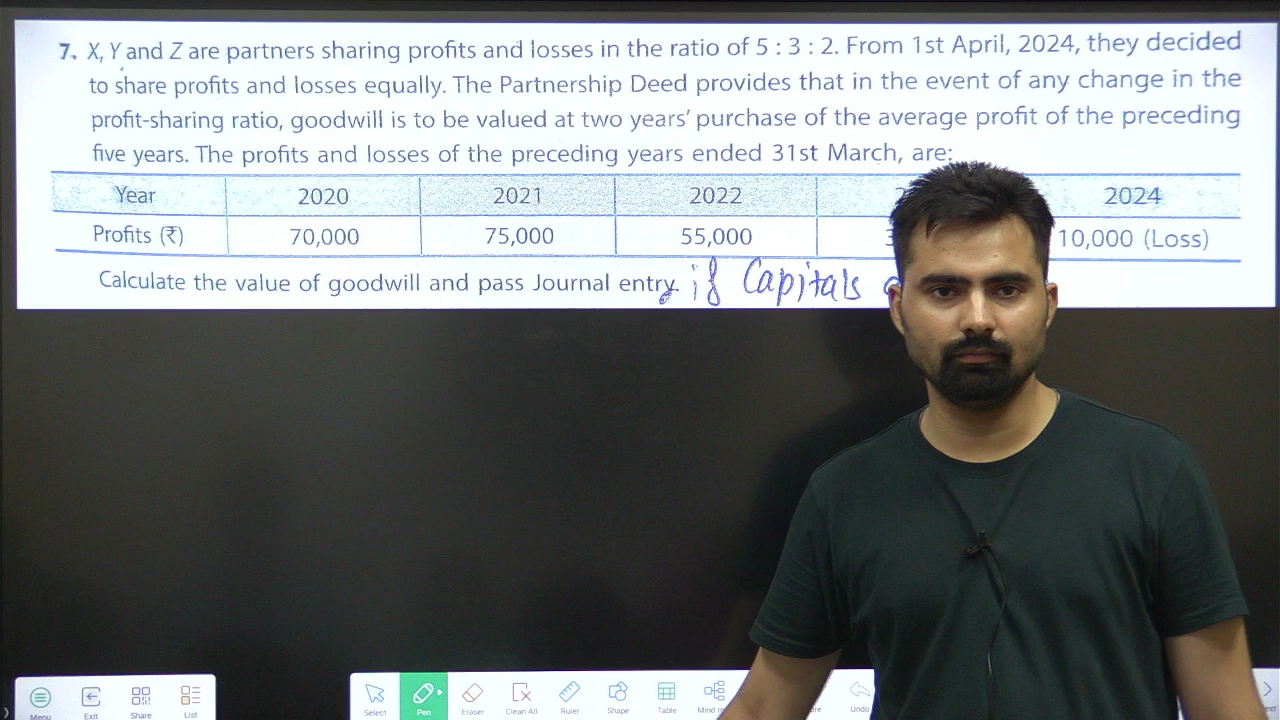 7. X, Y and Z are partners sharing profits and losses in the ratio of 5 : 3 : 2. From 1st April, 2024, they decided
to share profits and losses equally. The Partnership Deed provides that in the event of any change in the
profit-sharing ratio, goodwill is to be valued at two years' purchase of the average profit of the preceding
five years. The profits and losses of the preceding years ended 31st March, are:
Year 2020 2021 2022 2024
Profits (₹) 70,000 75,000 55,000 10,000 (Loss)
Calculate the value of goodwill and pass Journal entry. if Capitals
Menu Exit Share List Select Pen Eraser Clean All Ruler Shape Table Undo